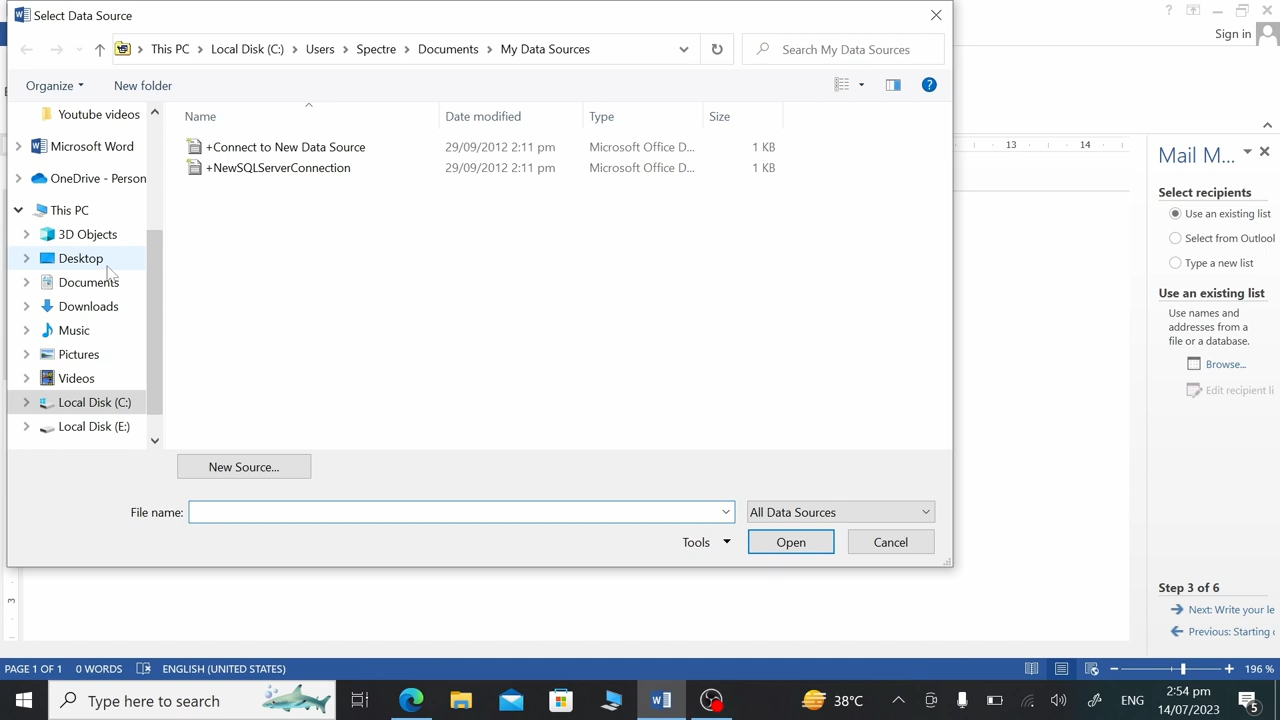 Select Data Source
Sign in
This PC
Local Disk (C:)
Users
Spectre
Documents
My Data Sources
Search My Data Sources
Organize
New folder
Youtube videos
Microsoft Word
OneDrive - Person
This PC
3D Objects
Desktop
Documents
Downloads
Music
Pictures
Videos
Local Disk (C:)
Local Disk (E:)
Name Date modified Type Size
+Connect to New Data Source 29/09/2012 2:11 pm Microsoft Office D... 1 KB
+NewSQLServerConnection 29/09/2012 2:11 pm Microsoft Office D... 1 KB
New Source...
File name:
All Data Sources
Tools
Open
Cancel
13
14
Mail M...
Select recipients
Use an existing list
Select from Outloo
Type a new list
Use an existing list
Use names and
addresses from a
file or a database.
Browse...
Edit recipient li
Step 3 of 6
Next: Write your le
Previous: Starting
3
PAGE 1 OF 1 0 WORDS ENGLISH (UNITED STATES)
196 %
Type here to search
38°C
ENG
2:54 pm
14/07/2023
5